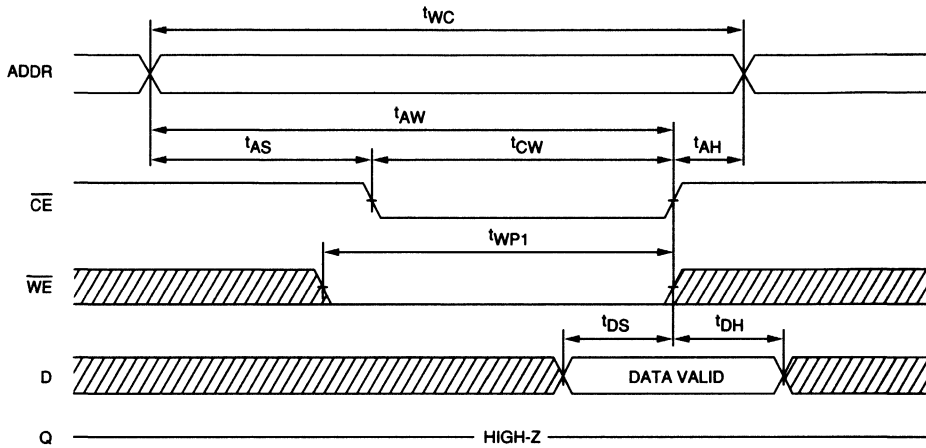 tWC
ADDR
tAW
tAS tCW tAH
CE
tWP1
WE
tDS tDH
D DATA VALID
Q HIGH-Z